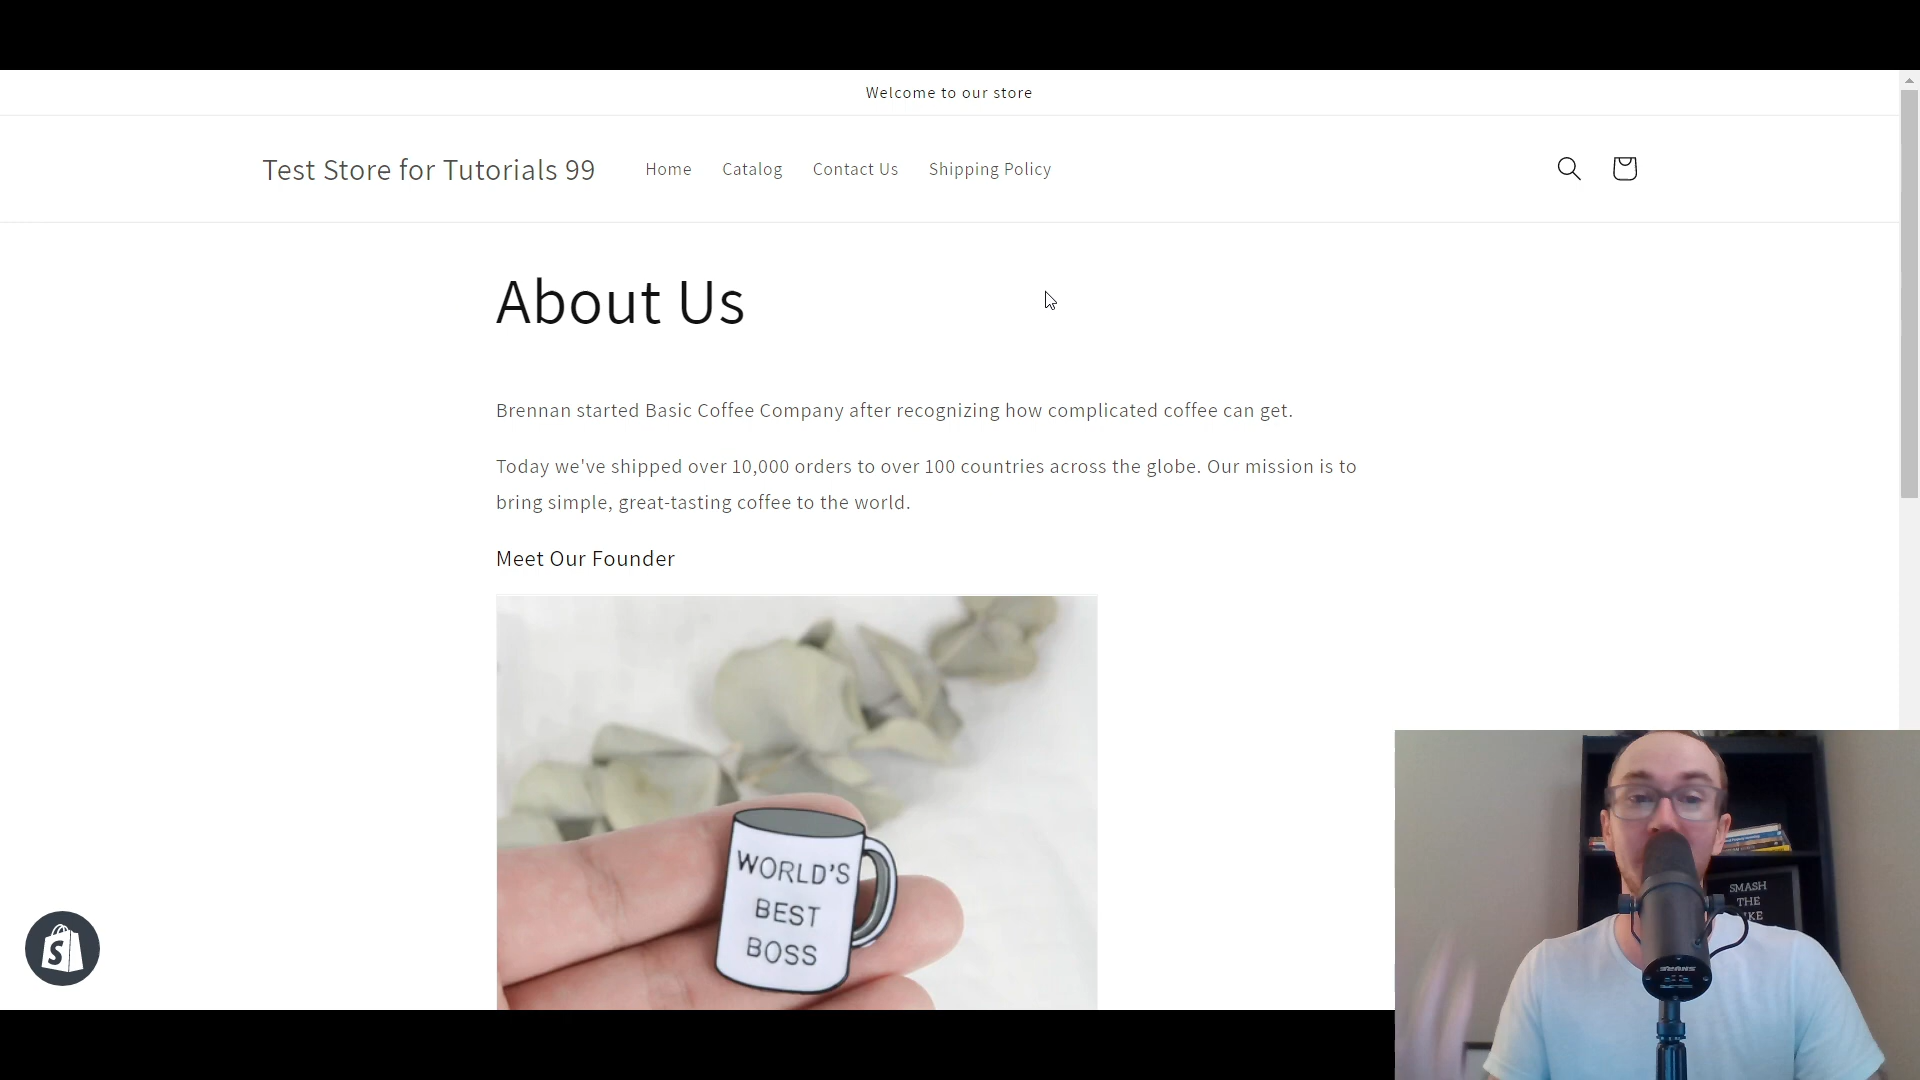 Welcome to our store
Test Store for Tutorials 99
Home
Catalog
Contact Us
Shipping Policy
About Us
Brennan started Basic Coffee Company after recognizing how complicated coffee can get.
Today we've shipped over 10,000 orders to over 100 countries across the globe. Our mission is to
bring simple, great-tasting coffee to the world.
Meet Our Founder
WORLD'S
BEST
BOSS
S
SMASH
THE